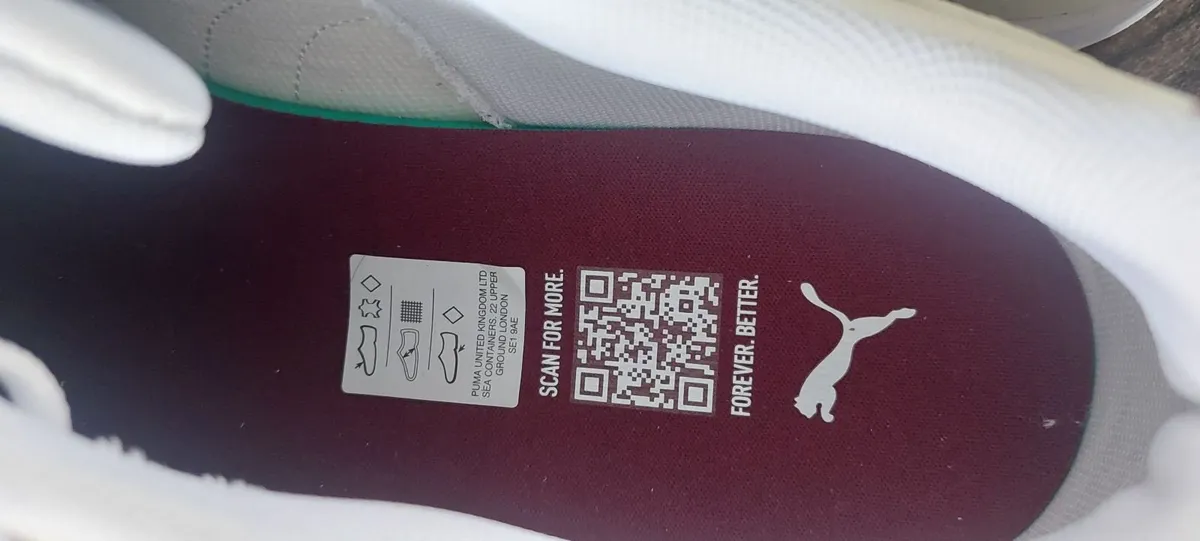 PUMA UNITED KINGDOM LTD
SEA CONTAINERS. 22 UPPER
GROUND LONDON
SE1 9AE
SCAN FOR MORE.
FOREVER. BETTER.